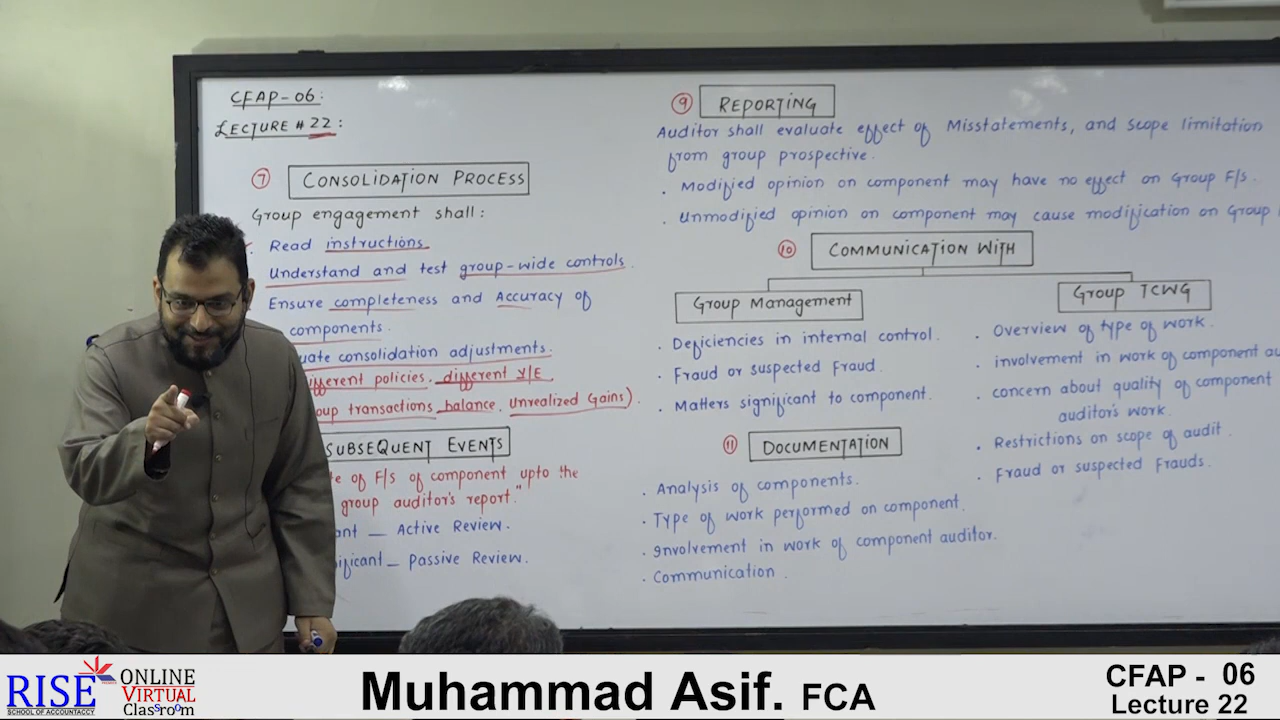 CFAP-06:
LECTURE # 22:
⑦ CONSOLIDATION PROCESS
Group engagement shall:
Read instructions
Understand and test group-wide controls.
Ensure completeness and Accuracy of
components.
uate consolidation adjustments.
ifferent policies, different Y/E
oup transactions balance, Unrealized Gains).
SUBSEQUENT EVENTS
te of F/s of component upto the
group auditor's report."
ant _ Active Review.
ificant _ Passive Review.
⑨ REPORTING
Auditor shall evaluate effect of Misstatements, and scope limitation
from group prospective.
. Modified opinion on component may have no effect on Group F/s.
. Unmodified opinion on component may cause modification on Group
⑩ COMMUNICATION WITH
Group Management
. Deficiencies in internal control.
. Fraud or suspected Fraud.
. Matters significant to component.
Group TCWG
. Overview of type of work.
. involvement in work of component au
. concern about quality of component
auditor's work.
. Restrictions on scope of audit.
. Fraud or suspected Frauds.
⑪ DOCUMENTATION
. Analysis of components.
. Type of work performed on component.
. Involvement in work of component auditor.
. Communication.
RISE
SCHOOL OF ACCOUNTANCY
ONLINE
VIRTUAL
Classroom
Muhammad Asif. FCA
CFAP - 06
Lecture 22